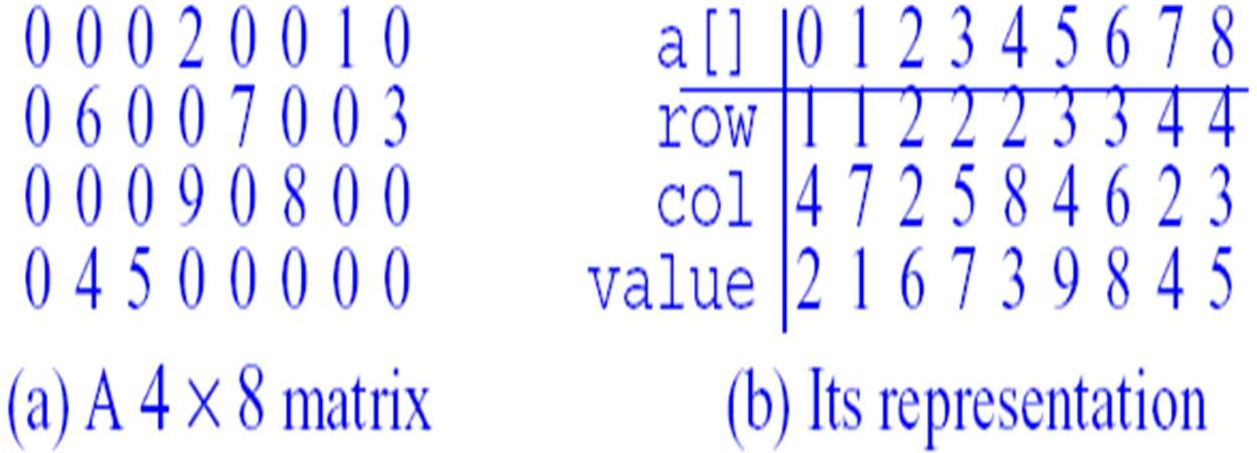 0 0 0 2 0 0 1 0
0 6 0 0 7 0 0 3
0 0 0 9 0 8 0 0
0 4 5 0 0 0 0 0
(a) A 4 × 8 matrix
a[] 0 1 2 3 4 5 6 7 8
row 1 1 2 2 2 3 3 4 4
col 4 7 2 5 8 4 6 2 3
value 2 1 6 7 3 9 8 4 5
(b) Its representation